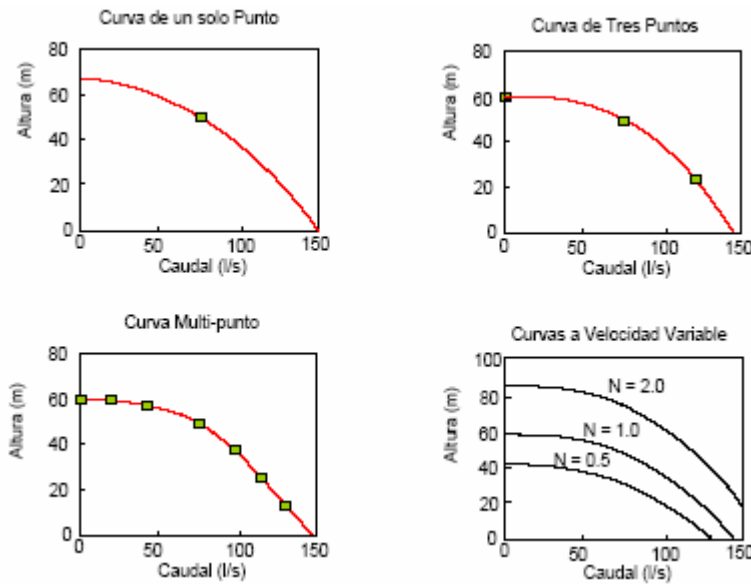 Curva de un solo Punto
80
60
40
20
0
Altura (m)
0 50 100 150
Caudal (l/s)
Curva de Tres Puntos
80
60
40
20
0
Altura (m)
0 50 100 150
Caudal (l/s)
Curva Multi-punto
80
60
40
20
0
Altura (m)
0 50 100 150
Caudal (l/s)
Curvas a Velocidad Variable
100
80
60
40
20
0
Altura (m)
N = 2.0
N = 1.0
N = 0.5
0 50 100 150
Caudal (l/s)